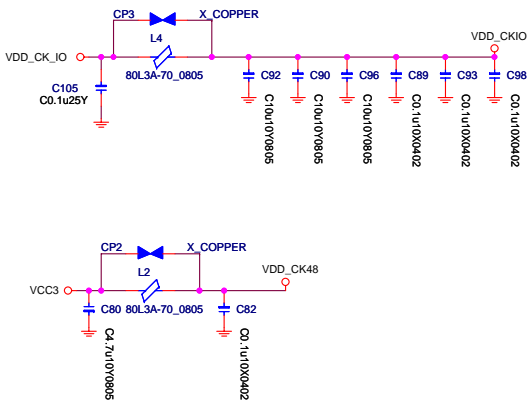 CP3 X_COPPER
L4
VDD_CK_IO
VDD_CKIO
80L3A-70_0805
C105
C0.1u25Y
C92 C90 C96 C89 C93 C98
C10u10Y0805
C10u10Y0805
C10u10Y0805
C0.1u10X0402
C0.1u10X0402
C0.1u10X0402
CP2 X_COPPER
L2
VCC3
VDD_CK48
C80 80L3A-70_0805 C82
C4.7u10Y0805
C0.1u10X0402